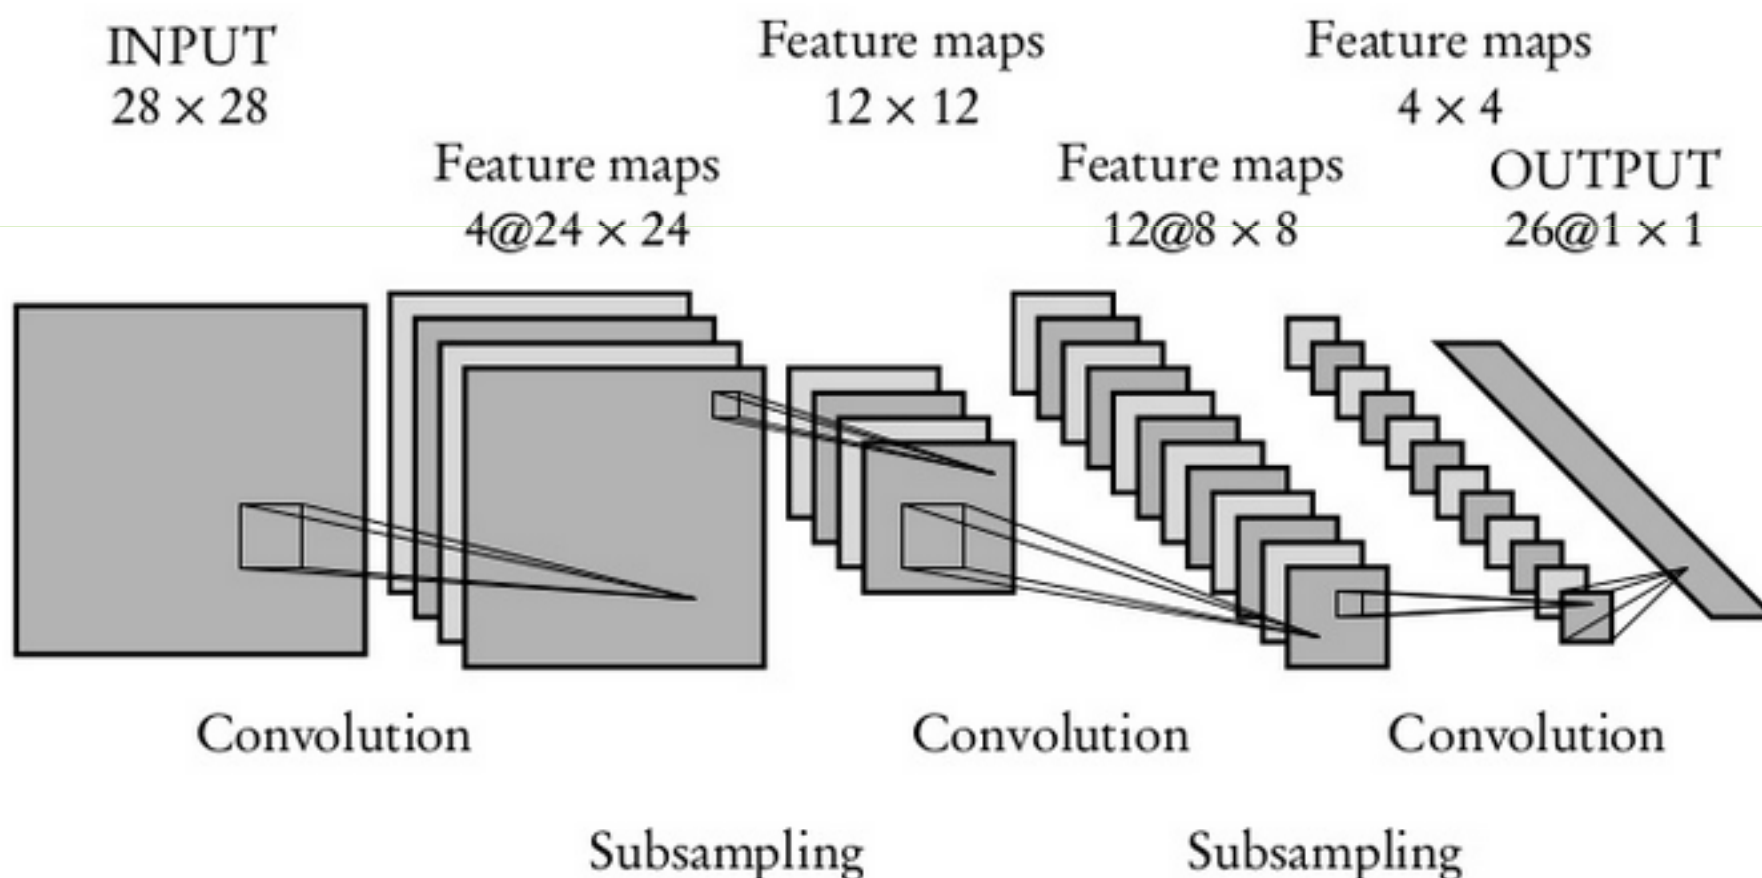 INPUT
28 × 28
Feature maps
4@24 × 24
Feature maps
12 × 12
Feature maps
12@8 × 8
Feature maps
4 × 4
OUTPUT
26@1 × 1
Convolution
Subsampling
Convolution
Subsampling
Convolution